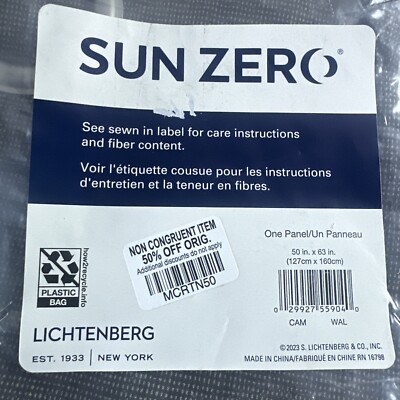 SUN ZERO®
See sewn in label for care instructions
and fiber content.
Voir l'étiquette cousue pour les instructions
d'entretien et la teneur en fibres.
NON CONGRUENT ITEM
50% OFF ORIG.
Additional discounts do not apply
MCRTN50
One Panel/Un Panneau
50 in. x 63 in.
(127cm x 160cm)
0 29927 55904 0
CAM WAL
how2recycle.info
PLASTIC
BAG
LICHTENBERG
EST. 1933 | NEW YORK
©2023 S. LICHTENBERG & CO., INC.
MADE IN CHINA/FABRIQUÉ EN CHINE RN 16798